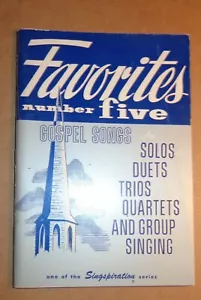 Favorites
number five
GOSPEL SONGS
SOLOS
DUETS
TRIOS
QUARTETS
AND GROUP
SINGING
one of the Singspiration series